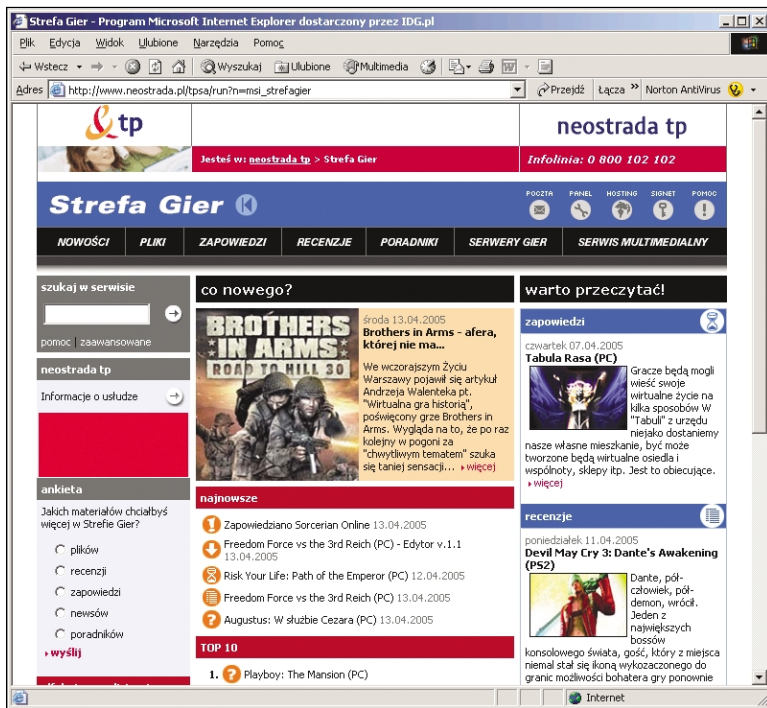 Strefa Gier - Program Microsoft Internet Explorer dostarczony przez IDG.pl
Plik Edycja Widok Ulubione Narzędzia Pomoc
Wstecz Wyszukaj Ulubione Multimedia
Adres http://www.neostrada.pl/tpsa/run?n=msi_strefagier Przejdź Łącza » Norton AntiVirus
tp
neostrada tp
Jesteś w: neostrada tp > Strefa Gier
Infolinia: 0 800 102 102
Strefa Gier
POCZTA PANEL HOSTING SIGNET POMOC
NOWOŚCI PLIKI ZAPOWIEDZI RECENZJE PORADNIKI SERWERY GIER SERWIS MULTIMEDIALNY
szukaj w serwisie
pomoc | zaawansowane
neostrada tp
Informacje o usłudze
ankieta
Jakich materiałów chciałbyś
więcej w Strefie Gier?
plików
recenzji
zapowiedzi
newsów
poradników
wyślij
co nowego?
BROTHERS
IN ARMS
ROAD TO HILL 30
środa 13.04.2005
Brothers in Arms - afera,
której nie ma...
We wczorajszym Życiu
Warszawy pojawił się artykuł
Andrzeja Walenteka pt.
"Wirtualna gra historią",
poświęcony grze Brothers in
Arms. Wygląda na to, że po raz
kolejny w pogoni za
"chwytliwym tematem" szuka
się taniej sensacji... więcej
najnowsze
Zapowiedziano Sorcerian Online 13.04.2005
Freedom Force vs the 3rd Reich (PC) - Edytor v.1.1
13.04.2005
Risk Your Life: Path of the Emperor (PC) 12.04.2005
Freedom Force vs the 3rd Reich (PC) 13.04.2005
Augustus: W służbie Cezara (PC) 13.04.2005
TOP 10
1. Playboy: The Mansion (PC)
warto przeczytać!
zapowiedzi
czwartek 07.04.2005
Tabula Rasa (PC)
Gracze będą mogli
wieść swoje
wirtualne życie na
kilka sposobów W
"Tabuli" z urzędu
niejako dostaniemy
nasze własne mieszkanie, być może
tworzone będą wirtualne osiedla i
wspólnoty, sklepy itp. Jest to obiecujące.
więcej
recenzje
poniedziałek 11.04.2005
Devil May Cry 3: Dante's Awakening
(PS2)
Dante, pół-
człowiek, pół-
demon, wrócił.
Jeden z
największych
bossów
konsolowego świata, gość, który z miejsca
niemal stał się ikoną wykozaczonego do
granic możliwości bohatera gry ponownie
Internet